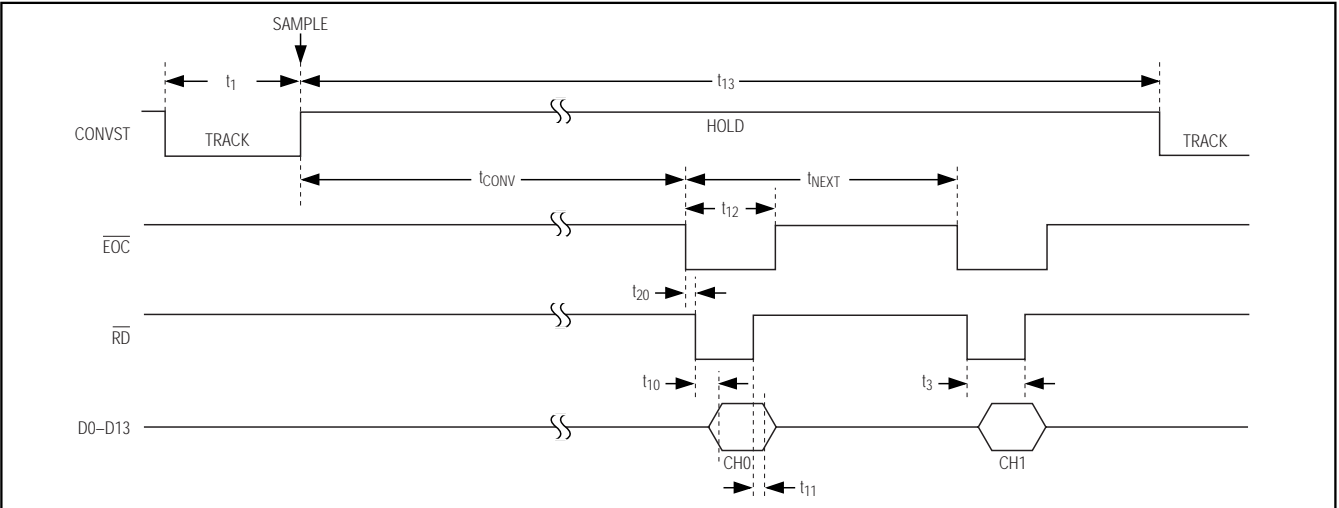 SAMPLE
t1
t13
CONVST
TRACK
HOLD
TRACK
tCONV
tNEXT
t12
EOC
t20
RD
t10
t3
D0–D13
CH0
CH1
t11